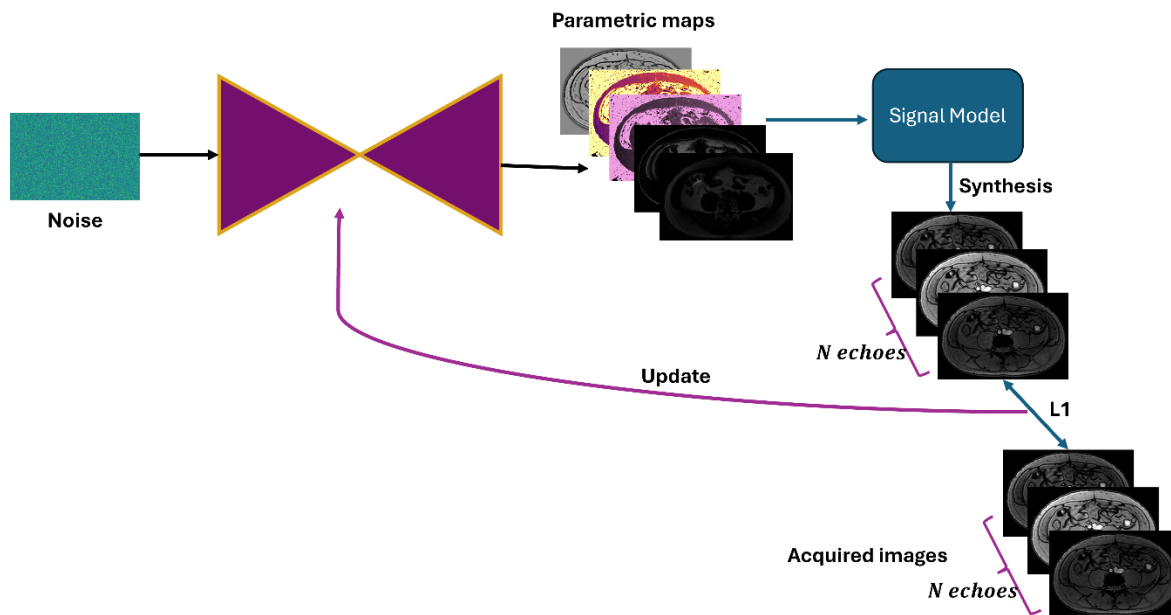 Parametric maps
Signal Model
Noise
Synthesis
N echoes
Update
L1
Acquired images
N echoes